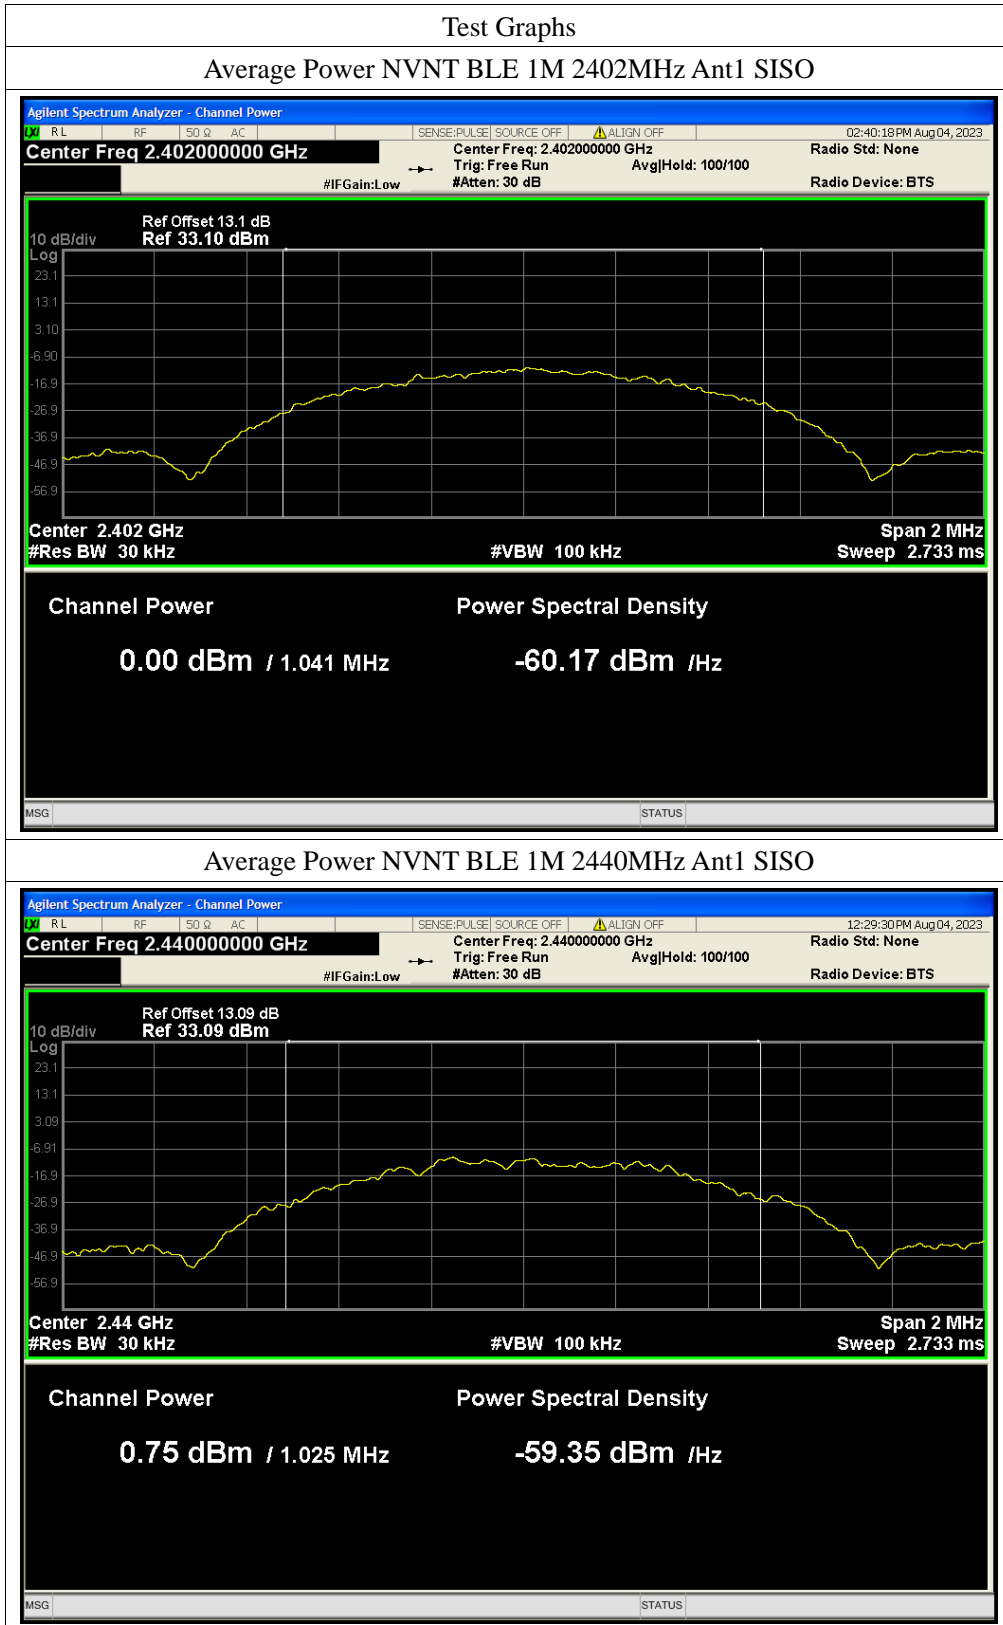 Test Graphs
Average Power NVNT BLE 1M 2402MHz Ant1 SISO
Agilent Spectrum Analyzer - Channel Power
LXI RL RF 50 Ω AC SENSE:PULSE SOURCE OFF ALIGN OFF 02:40:18 PM Aug 04, 2023
Center Freq 2.402000000 GHz Center Freq: 2.402000000 GHz Radio Std: None
Trig: Free Run Avg|Hold: 100/100
#IFGain:Low #Atten: 30 dB Radio Device: BTS
Ref Offset 13.1 dB
10 dB/div Ref 33.10 dBm
Log
23.1
13.1
3.10
-6.90
-16.9
-26.9
-36.9
-46.9
-56.9
Center 2.402 GHz Span 2 MHz
#Res BW 30 kHz #VBW 100 kHz Sweep 2.733 ms
Channel Power Power Spectral Density
0.00 dBm / 1.041 MHz -60.17 dBm /Hz
MSG STATUS
Average Power NVNT BLE 1M 2440MHz Ant1 SISO
Agilent Spectrum Analyzer - Channel Power
LXI RL RF 50 Ω AC SENSE:PULSE SOURCE OFF ALIGN OFF 12:29:30 PM Aug 04, 2023
Center Freq 2.440000000 GHz Center Freq: 2.440000000 GHz Radio Std: None
Trig: Free Run Avg|Hold: 100/100
#IFGain:Low #Atten: 30 dB Radio Device: BTS
Ref Offset 13.09 dB
10 dB/div Ref 33.09 dBm
Log
23.1
13.1
3.09
-6.91
-16.9
-26.9
-36.9
-46.9
-56.9
Center 2.44 GHz Span 2 MHz
#Res BW 30 kHz #VBW 100 kHz Sweep 2.733 ms
Channel Power Power Spectral Density
0.75 dBm / 1.025 MHz -59.35 dBm /Hz
MSG STATUS